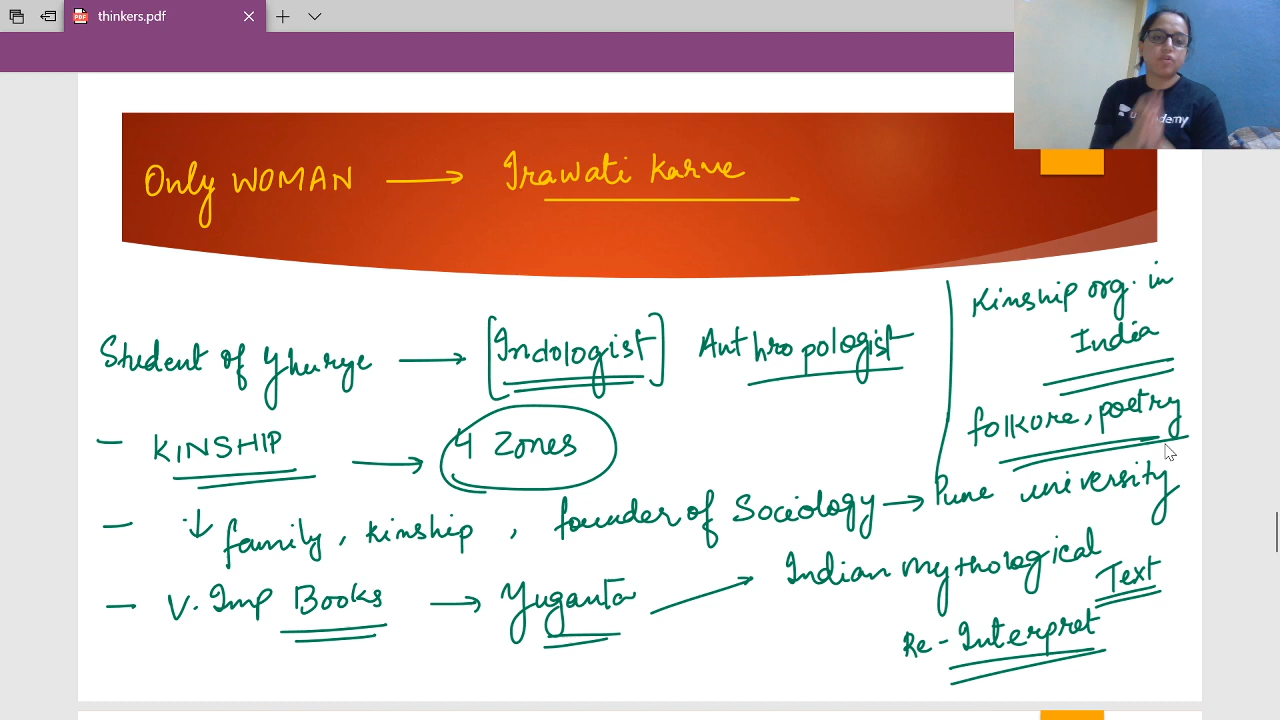 thinkers.pdf
Only WOMAN → Irawati Karve
Student of Ghurye → [Indologist] Anthropologist
- KINSHIP → 4 Zones
- ↓ family, kinship, founder of Sociology → Pune university
- V. Imp Books → Yuganta → Indian Mythological Text
Re-Interpret
Kinship org. in
India
folkore, poetry